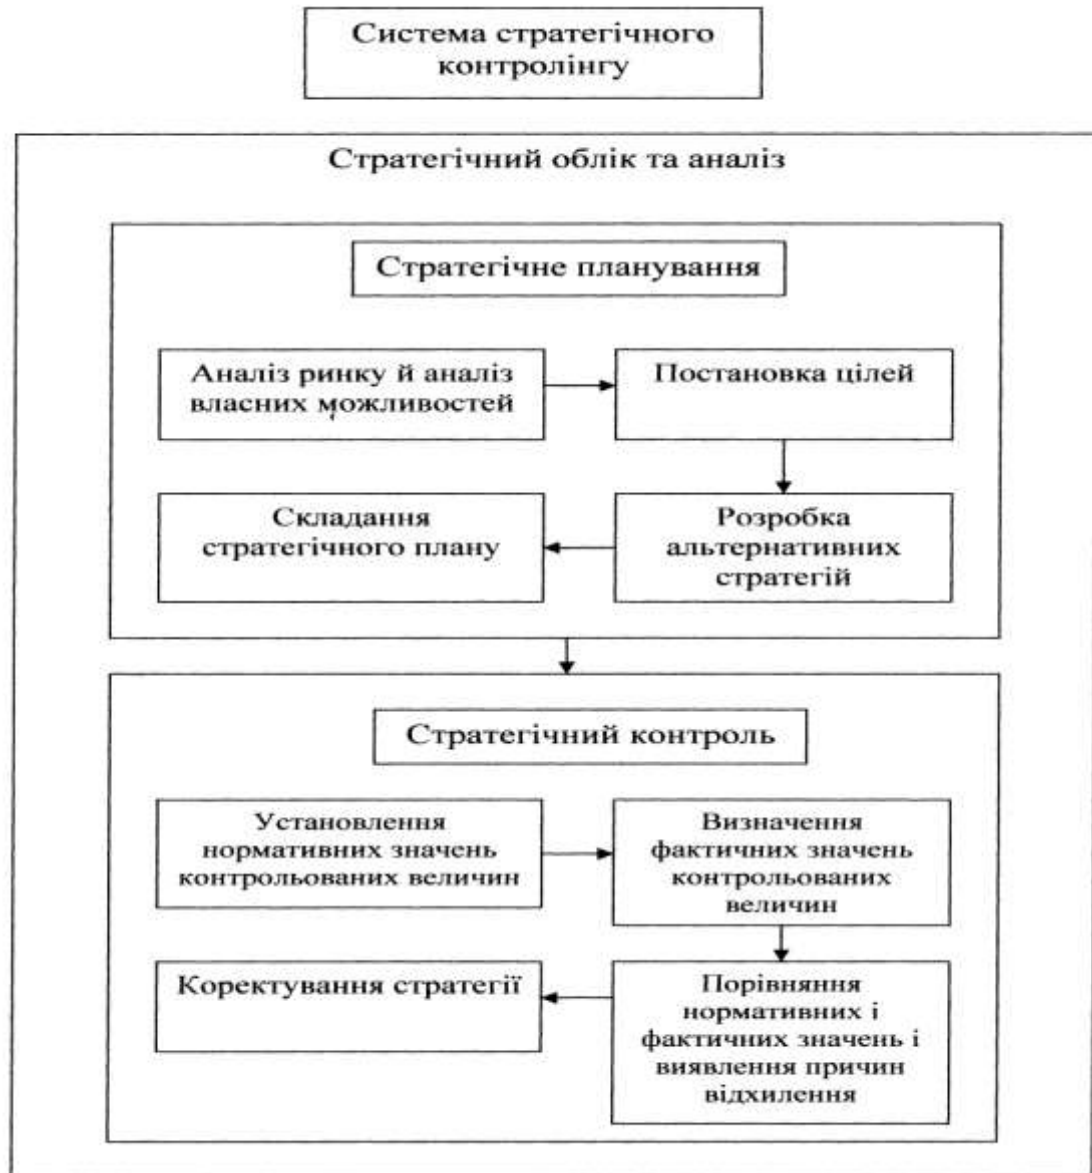 Система стратегічного
контролінгу
Стратегічний облік та аналіз
Стратегічне планування
Аналіз ринку й аналіз
власних можливостей
Постановка цілей
Складання
стратегічного плану
Розробка
альтернативних
стратегій
Стратегічний контроль
Установлення
нормативних значень
контрольованих величин
Визначення
фактичних значень
контрольованих
величин
Коректування стратегії
Порівняння
нормативних і
фактичних значень і
виявлення причин
відхилення